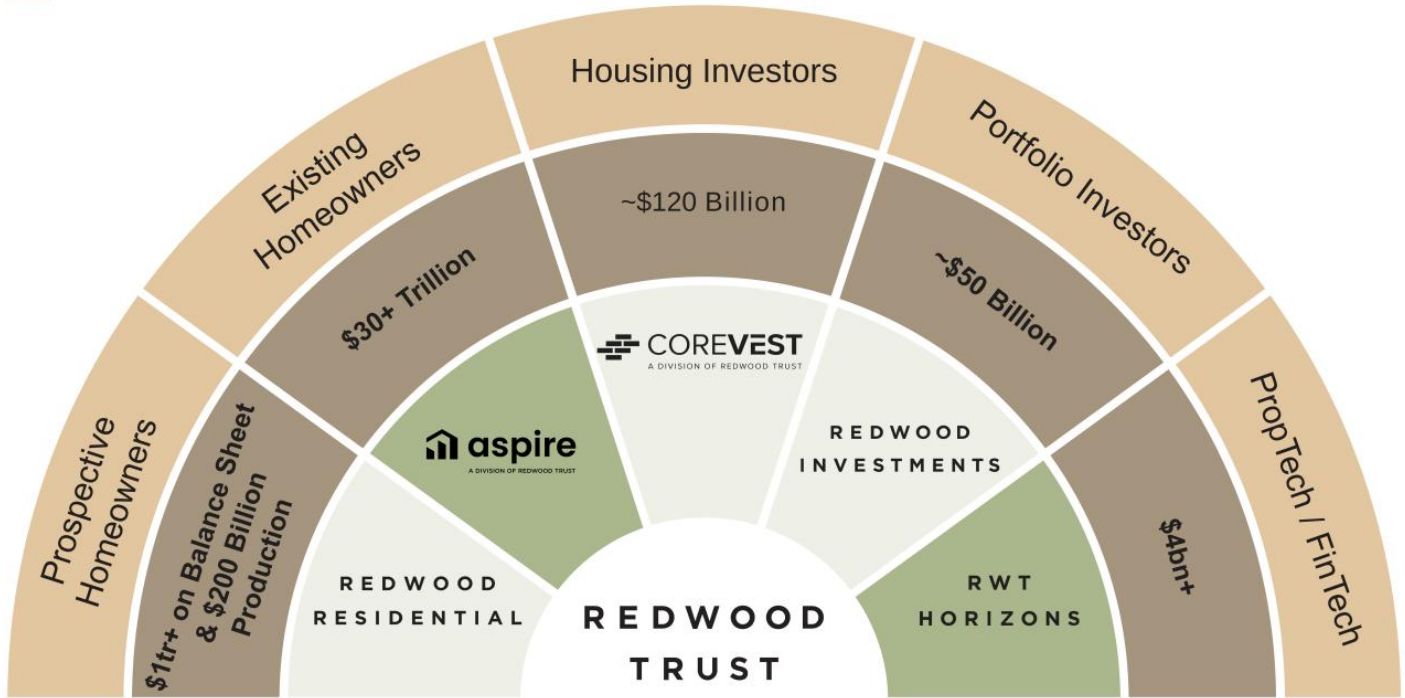 Prospective
Homeowners
Existing
Homeowners
Housing Investors
Portfolio Investors
PropTech / FinTech
$1tr+ on Balance Sheet
& $200 Billion
Production
$30+ Trillion
~$120 Billion
~$50 Billion
$4bn+
REDWOOD
RESIDENTIAL
aspire
A DIVISION OF REDWOOD TRUST
COREVEST
A DIVISION OF REDWOOD TRUST
REDWOOD
INVESTMENTS
RWT
HORIZONS
REDWOOD
TRUST